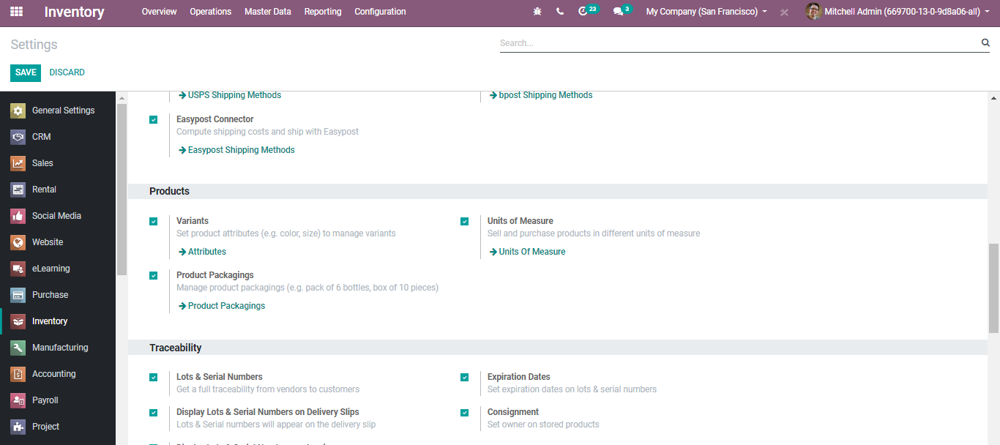 Inventory Overview Operations Master Data Reporting Configuration 23 3 My Company (San Francisco) Mitchell Admin (669700-13-0-9d8a06-all)
Settings
Search...
SAVE DISCARD
General Settings
CRM
Sales
Rental
Social Media
Website
eLearning
Purchase
Inventory
Manufacturing
Accounting
Payroll
Project
USPS Shipping Methods
bpost Shipping Methods
Easypost Connector
Compute shipping costs and ship with Easypost
Easypost Shipping Methods
Products
Variants
Set product attributes (e.g. color, size) to manage variants
Attributes
Units of Measure
Sell and purchase products in different units of measure
Units Of Measure
Product Packagings
Manage product packagings (e.g. pack of 6 bottles, box of 10 pieces)
Product Packagings
Traceability
Lots & Serial Numbers
Get a full traceability from vendors to customers
Expiration Dates
Set expiration dates on lots & serial numbers
Display Lots & Serial Numbers on Delivery Slips
Lots & Serial numbers will appear on the delivery slip
Consignment
Set owner on stored products